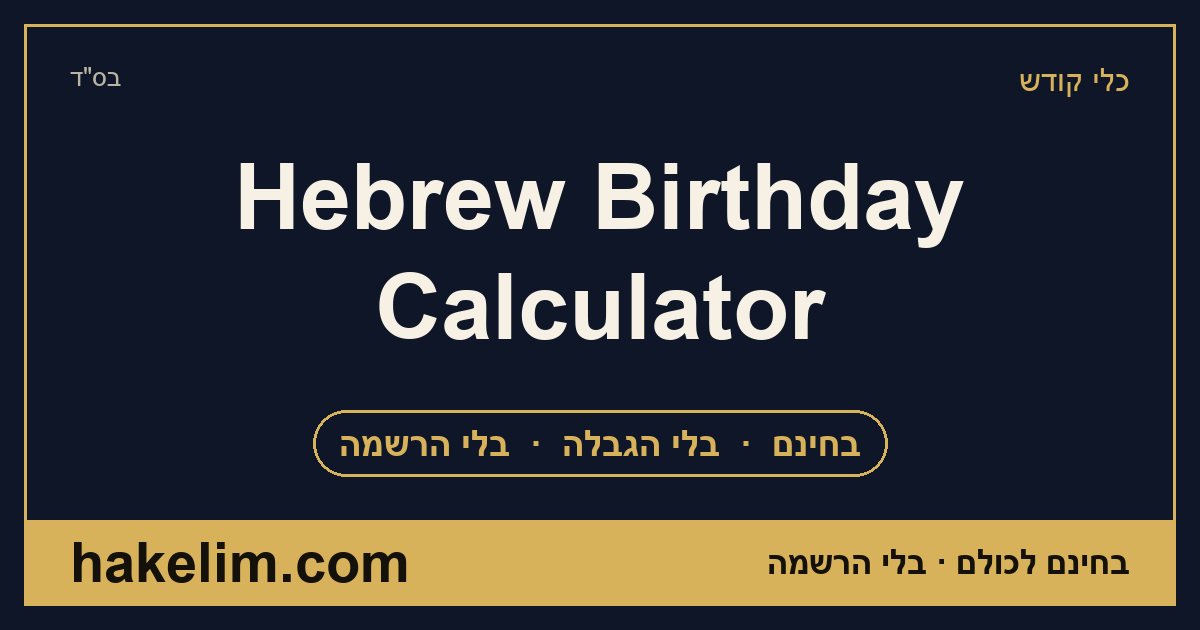 בס"ד
כלי קודש
Hebrew Birthday
Calculator
בחינם · בלי הגבלה · בלי הרשמה
hakelim.com
בחינם לכולם · בלי הרשמה